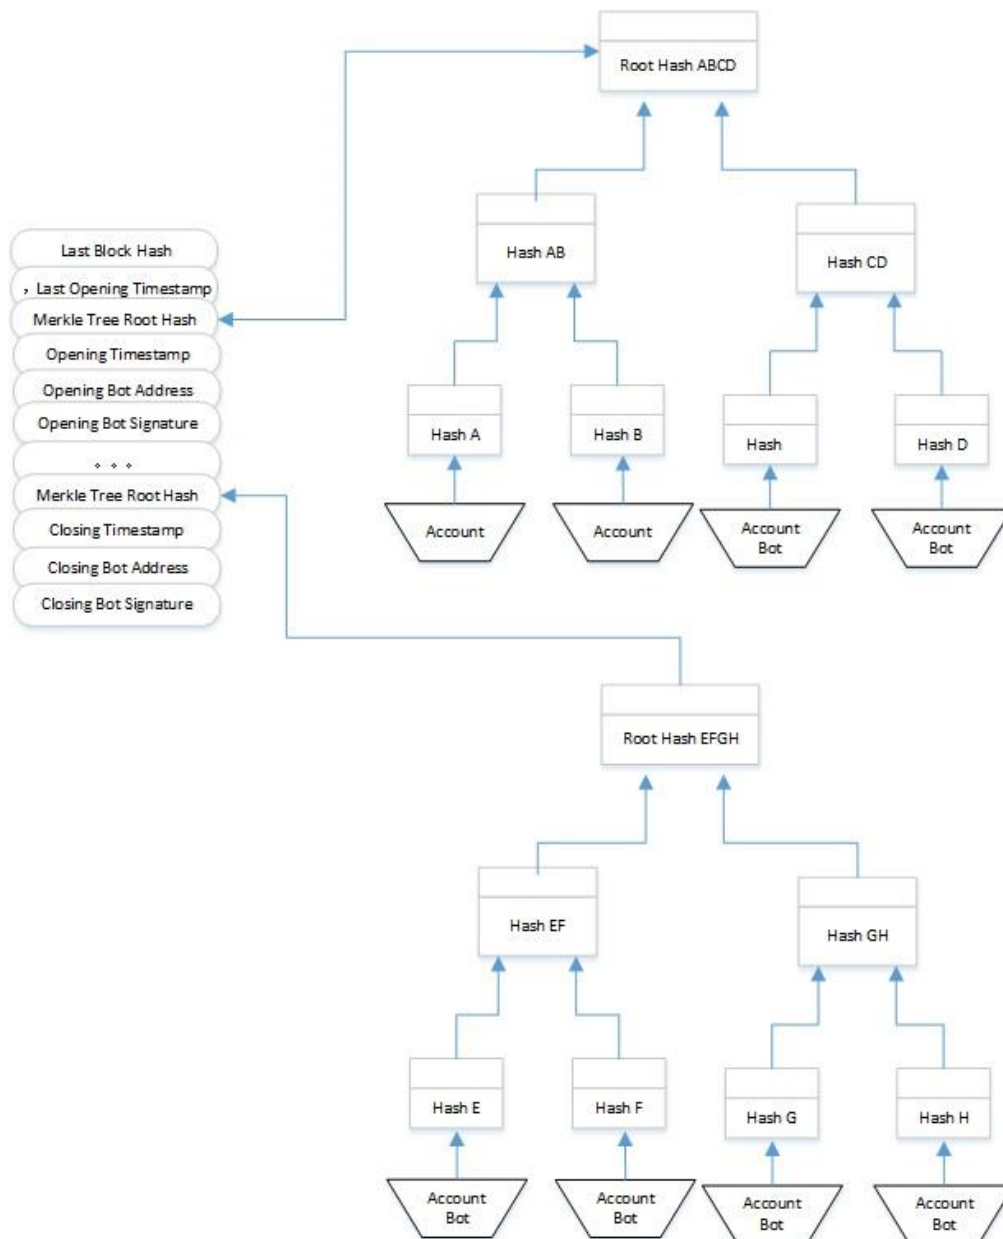 Root Hash ABCD
Hash AB
Hash CD
Last Block Hash
, Last Opening Timestamp
Merkle Tree Root Hash
Opening Timestamp
Opening Bot Address
Opening Bot Signature
. . .
Merkle Tree Root Hash
Closing Timestamp
Closing Bot Address
Closing Bot Signature
Hash A
Hash B
Hash
Hash D
Account
Account
Account
Bot
Account
Bot
Root Hash EFGH
Hash EF
Hash GH
Hash E
Hash F
Hash G
Hash H
Account
Bot
Account
Bot
Account
Bot
Account
Bot